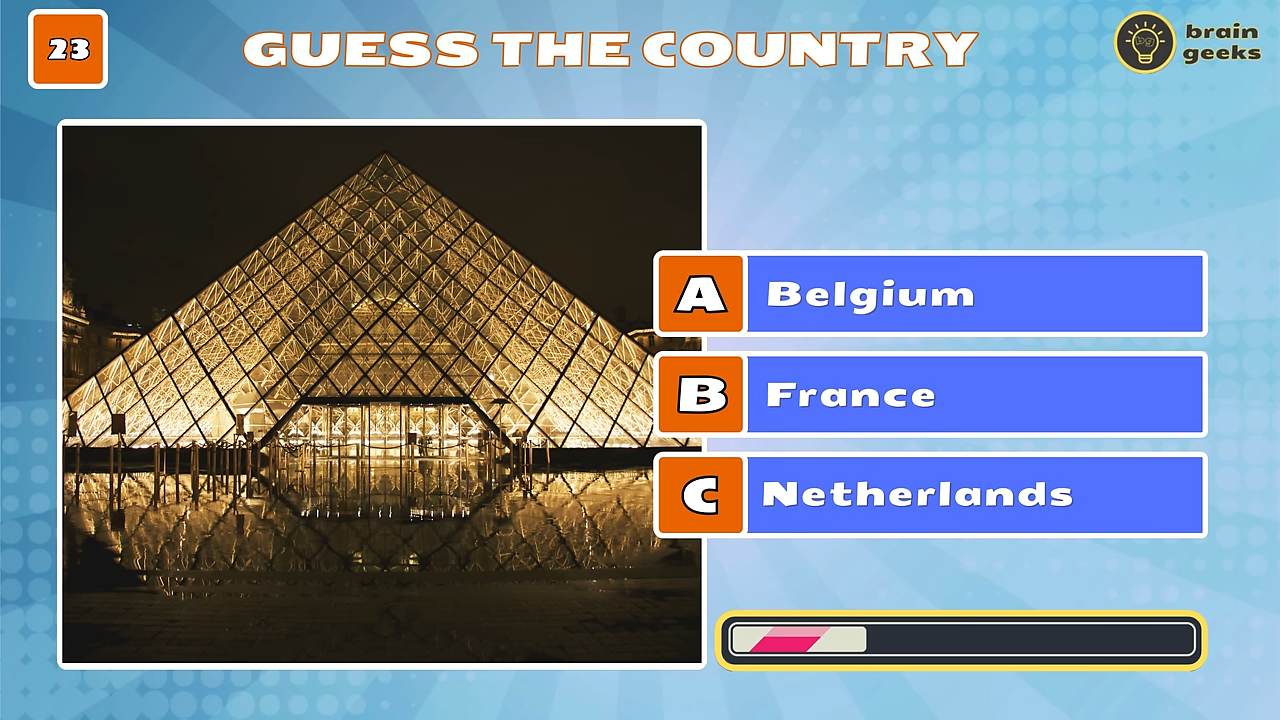 23
GUESS THE COUNTRY
brain
geeks
A Belgium
B France
C Netherlands